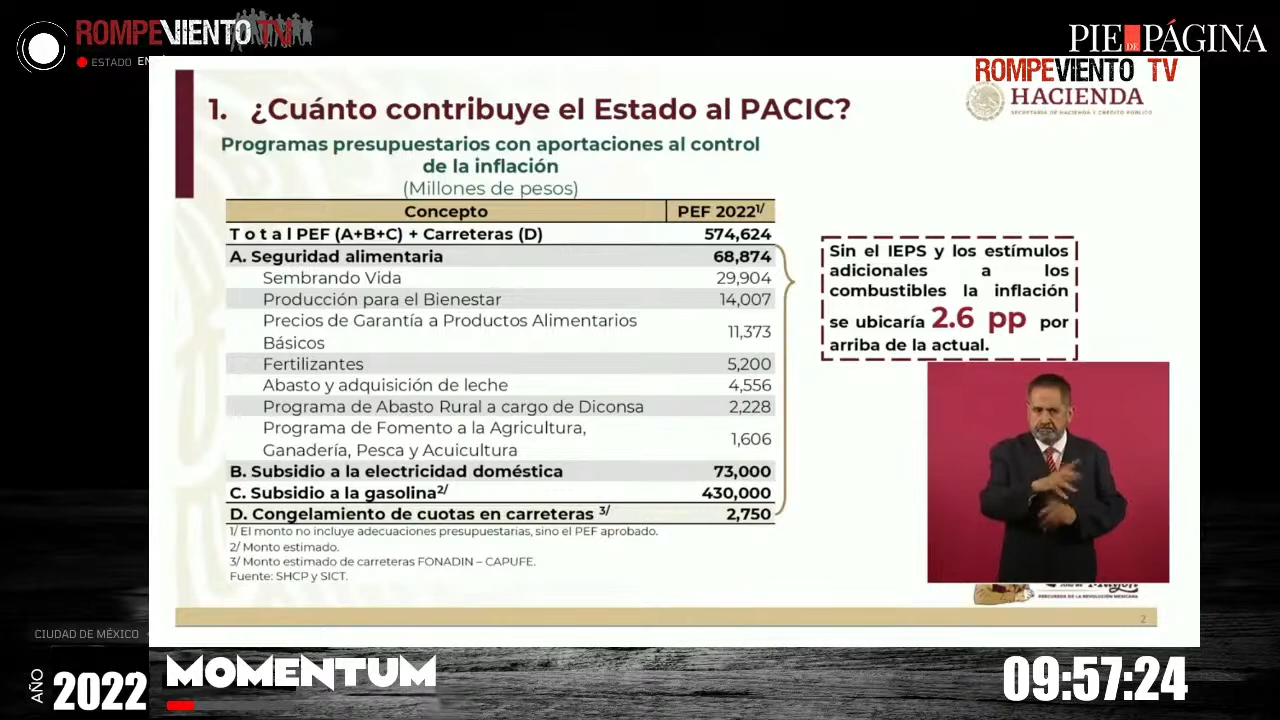 ROMPEVIENTO TV
ESTADO EN
PIE DE PÁGINA
ROMPEVIENTO TV
HACIENDA
SECRETARÍA DE HACIENDA Y CRÉDITO PÚBLICO
1. ¿Cuánto contribuye el Estado al PACIC?
Programas presupuestarios con aportaciones al control
de la inflación
(Millones de pesos)
Concepto PEF 2022 1/
T o t a l PEF (A+B+C) + Carreteras (D) 574,624
A. Seguridad alimentaria 68,874
Sembrando Vida 29,904
Producción para el Bienestar 14,007
Precios de Garantía a Productos Alimentarios
Básicos 11,373
Fertilizantes 5,200
Abasto y adquisición de leche 4,556
Programa de Abasto Rural a cargo de Diconsa 2,228
Programa de Fomento a la Agricultura,
Ganadería, Pesca y Acuicultura 1,606
B. Subsidio a la electricidad doméstica 73,000
C. Subsidio a la gasolina 2/ 430,000
D. Congelamiento de cuotas en carreteras 3/ 2,750
1/ El monto no incluye adecuaciones presupuestarias, sino el PEF aprobado.
2/ Monto estimado.
3/ Monto estimado de carreteras FONADIN – CAPUFE.
Fuente: SHCP y SICT.
Sin el IEPS y los estímulos
adicionales a los
combustibles la inflación
se ubicaría 2.6 pp por
arriba de la actual.
Magón
PRECURSOR DE LA REVOLUCIÓN MEXICANA
2
CIUDAD DE MÉXICO
AÑO
2022
MOMENTUM
09:57:24